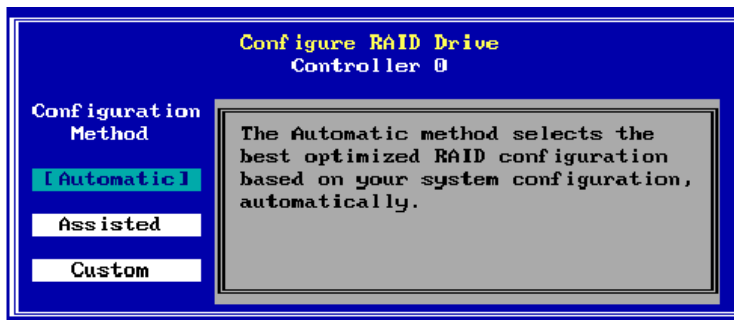 Configure RAID Drive
Controller 0
Configuration
Method
[Automatic]
Assisted
Custom
The Automatic method selects the
best optimized RAID configuration
based on your system configuration,
automatically.